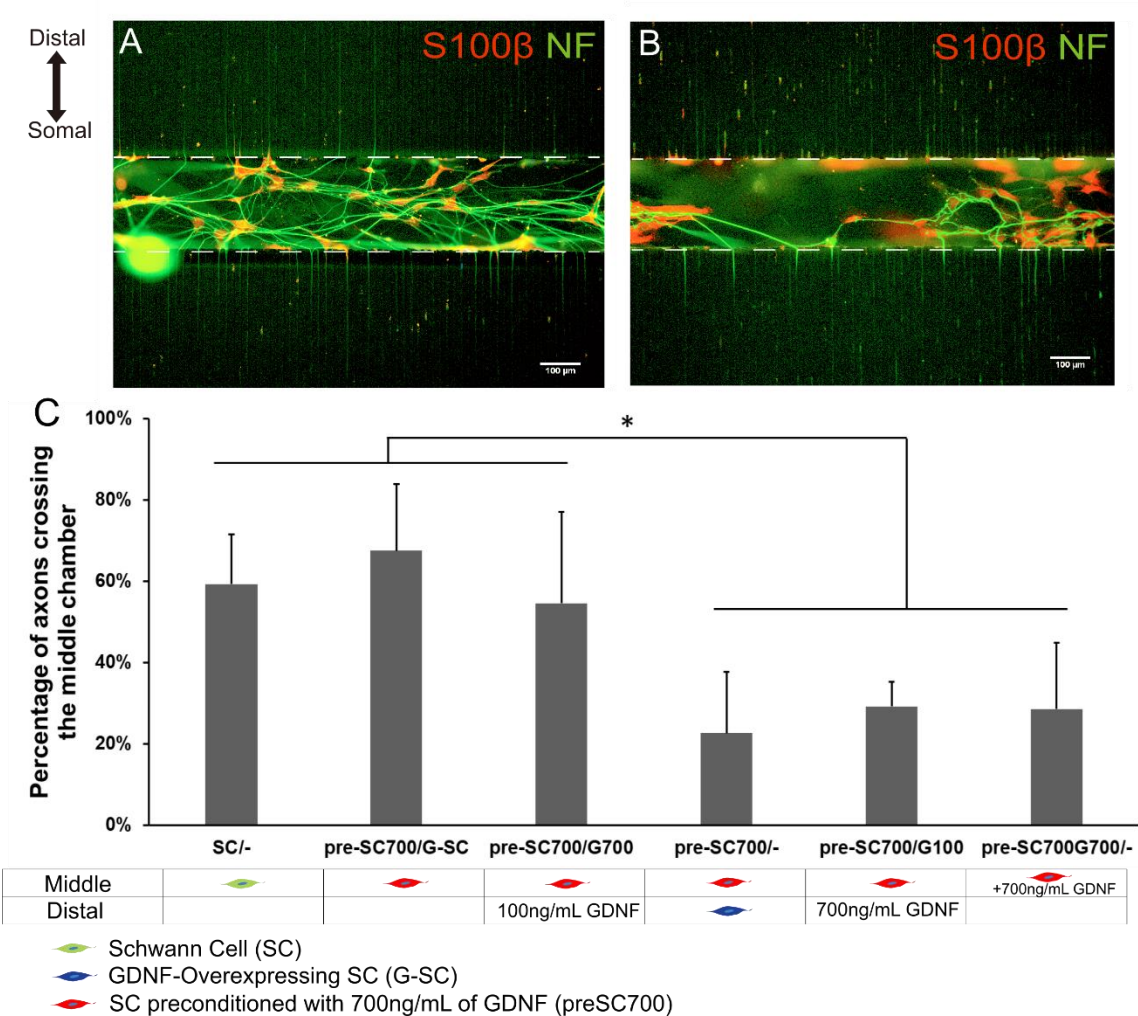 Distal
Somal
A
S100β NF
100 µm
B
S100β NF
100 µm
C
Percentage of axons crossing
the middle chamber
100%
80%
60%
40%
20%
0%
*
SC/-
pre-SC700/G-SC
pre-SC700/G700
pre-SC700/-
pre-SC700/G100
pre-SC700G700/-
Middle
+700ng/mL GDNF
Distal
100ng/mL GDNF
700ng/mL GDNF
Schwann Cell (SC)
GDNF-Overexpressing SC (G-SC)
SC preconditioned with 700ng/mL of GDNF (preSC700)